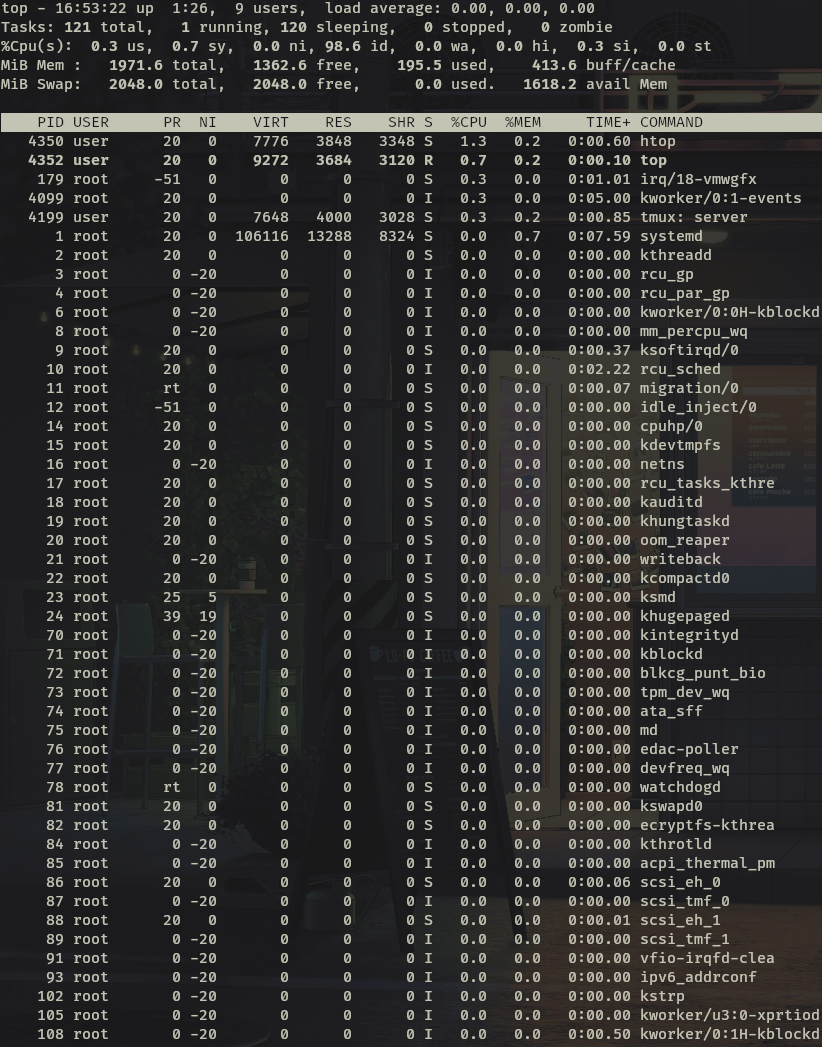 top - 16:53:22 up  1:26,  9 users,  load average: 0.00, 0.00, 0.00
Tasks: 121 total,   1 running, 120 sleeping,   0 stopped,   0 zombie
%Cpu(s):  0.3 us,  0.7 sy,  0.0 ni, 98.6 id,  0.0 wa,  0.0 hi,  0.3 si,  0.0 st
MiB Mem :   1971.6 total,   1362.6 free,    195.5 used,    413.6 buff/cache
MiB Swap:   2048.0 total,   2048.0 free,      0.0 used.   1618.2 avail Mem
PID USER PR NI VIRT RES SHR S %CPU %MEM TIME+ COMMAND
4350 user 20 0 7776 3848 3348 S 1.3 0.2 0:00.60 htop
4352 user 20 0 9272 3684 3120 R 0.7 0.2 0:00.10 top
179 root -51 0 0 0 0 S 0.3 0.0 0:01.01 irq/18-vmwgfx
4099 root 20 0 0 0 0 I 0.3 0.0 0:05.00 kworker/0:1-events
4199 user 20 0 7648 4000 3028 S 0.3 0.2 0:00.85 tmux: server
1 root 20 0 106116 13288 8324 S 0.0 0.7 0:07.59 systemd
2 root 20 0 0 0 0 S 0.0 0.0 0:00.00 kthreadd
3 root 0 -20 0 0 0 I 0.0 0.0 0:00.00 rcu_gp
4 root 0 -20 0 0 0 I 0.0 0.0 0:00.00 rcu_par_gp
6 root 0 -20 0 0 0 I 0.0 0.0 0:00.00 kworker/0:0H-kblockd
8 root 0 -20 0 0 0 I 0.0 0.0 0:00.00 mm_percpu_wq
9 root 20 0 0 0 0 S 0.0 0.0 0:00.37 ksoftirqd/0
10 root 20 0 0 0 0 I 0.0 0.0 0:02.22 rcu_sched
11 root rt 0 0 0 0 S 0.0 0.0 0:00.07 migration/0
12 root -51 0 0 0 0 S 0.0 0.0 0:00.00 idle_inject/0
14 root 20 0 0 0 0 S 0.0 0.0 0:00.00 cpuhp/0
15 root 20 0 0 0 0 S 0.0 0.0 0:00.00 kdevtmpfs
16 root 0 -20 0 0 0 I 0.0 0.0 0:00.00 netns
17 root 20 0 0 0 0 S 0.0 0.0 0:00.00 rcu_tasks_kthre
18 root 20 0 0 0 0 S 0.0 0.0 0:00.00 kauditd
19 root 20 0 0 0 0 S 0.0 0.0 0:00.00 khungtaskd
20 root 20 0 0 0 0 S 0.0 0.0 0:00.00 oom_reaper
21 root 0 -20 0 0 0 I 0.0 0.0 0:00.00 writeback
22 root 20 0 0 0 0 S 0.0 0.0 0:00.00 kcompactd0
23 root 25 5 0 0 0 S 0.0 0.0 0:00.00 ksmd
24 root 39 19 0 0 0 S 0.0 0.0 0:00.00 khugepaged
70 root 0 -20 0 0 0 I 0.0 0.0 0:00.00 kintegrityd
71 root 0 -20 0 0 0 I 0.0 0.0 0:00.00 kblockd
72 root 0 -20 0 0 0 I 0.0 0.0 0:00.00 blkcg_punt_bio
73 root 0 -20 0 0 0 I 0.0 0.0 0:00.00 tpm_dev_wq
74 root 0 -20 0 0 0 I 0.0 0.0 0:00.00 ata_sff
75 root 0 -20 0 0 0 I 0.0 0.0 0:00.00 md
76 root 0 -20 0 0 0 I 0.0 0.0 0:00.00 edac-poller
77 root 0 -20 0 0 0 I 0.0 0.0 0:00.00 devfreq_wq
78 root rt 0 0 0 0 S 0.0 0.0 0:00.00 watchdogd
81 root 20 0 0 0 0 S 0.0 0.0 0:00.00 kswapd0
82 root 20 0 0 0 0 S 0.0 0.0 0:00.00 ecryptfs-kthrea
84 root 0 -20 0 0 0 I 0.0 0.0 0:00.00 kthrotld
85 root 0 -20 0 0 0 I 0.0 0.0 0:00.00 acpi_thermal_pm
86 root 20 0 0 0 0 S 0.0 0.0 0:00.06 scsi_eh_0
87 root 0 -20 0 0 0 I 0.0 0.0 0:00.00 scsi_tmf_0
88 root 20 0 0 0 0 S 0.0 0.0 0:00.01 scsi_eh_1
89 root 0 -20 0 0 0 I 0.0 0.0 0:00.00 scsi_tmf_1
91 root 0 -20 0 0 0 I 0.0 0.0 0:00.00 vfio-irqfd-clea
93 root 0 -20 0 0 0 I 0.0 0.0 0:00.00 ipv6_addrconf
102 root 0 -20 0 0 0 I 0.0 0.0 0:00.00 kstrp
105 root 0 -20 0 0 0 I 0.0 0.0 0:00.00 kworker/u3:0-xprtiod
108 root 0 -20 0 0 0 I 0.0 0.0 0:00.50 kworker/0:1H-kblockd